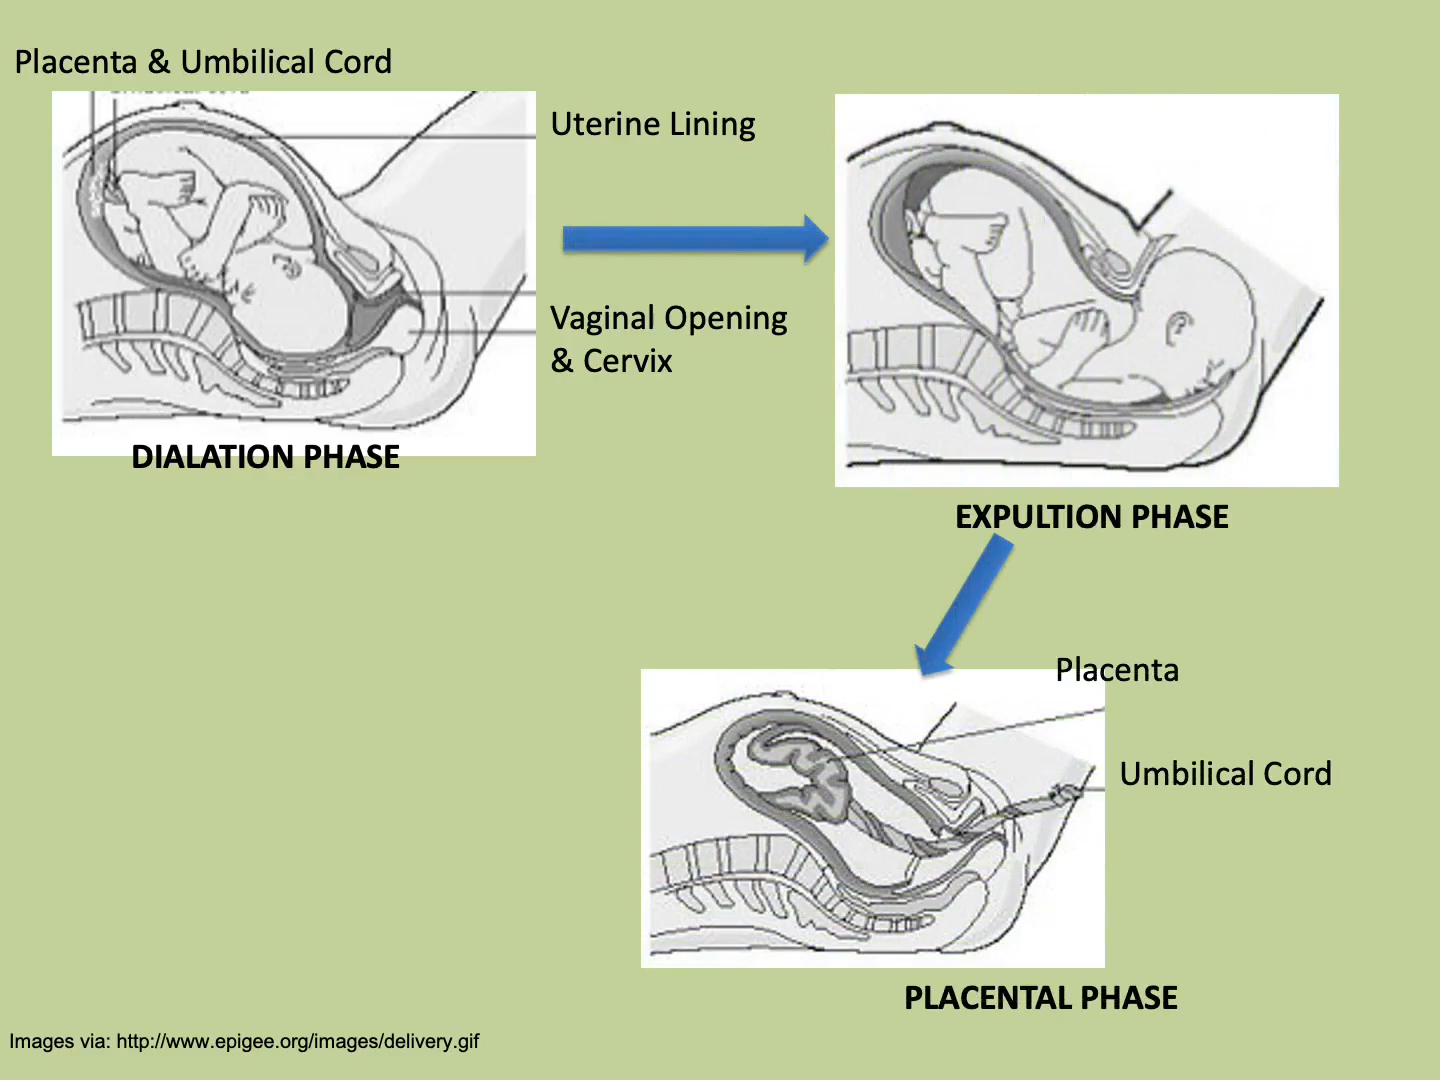 Placenta & Umbilical Cord
Uterine Lining
Vaginal Opening
& Cervix
DIALATION PHASE
EXPULTION PHASE
Placenta
Umbilical Cord
PLACENTAL PHASE
Images via: http://www.epigee.org/images/delivery.gif